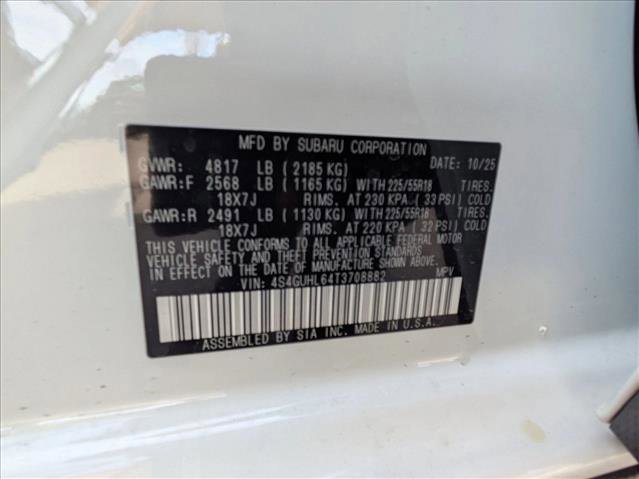 MFD BY SUBARU CORPORATION
GVWR: 4817 LB ( 2185 KG) DATE: 10/25
GAWR:F 2568 LB ( 1165 KG) WITH 225/55R18 TIRES.
18X7J RIMS. AT 230 KPA ( 33 PSI) COLD
GAWR:R 2491 LB ( 1130 KG) WITH 225/55R18 TIRES.
18X7J RIMS. AT 220 KPA ( 32 PSI) COLD
THIS VEHICLE CONFORMS TO ALL APPLICABLE FEDERAL MOTOR
VEHICLE SAFETY AND THEFT PREVENTION STANDARDS IN
EFFECT ON THE DATE OF MANUFACTURE SHOWN ABOVE.
VIN: 4S4GUHL64T3708882 MPV
ASSEMBLED BY SIA INC. MADE IN U.S.A.